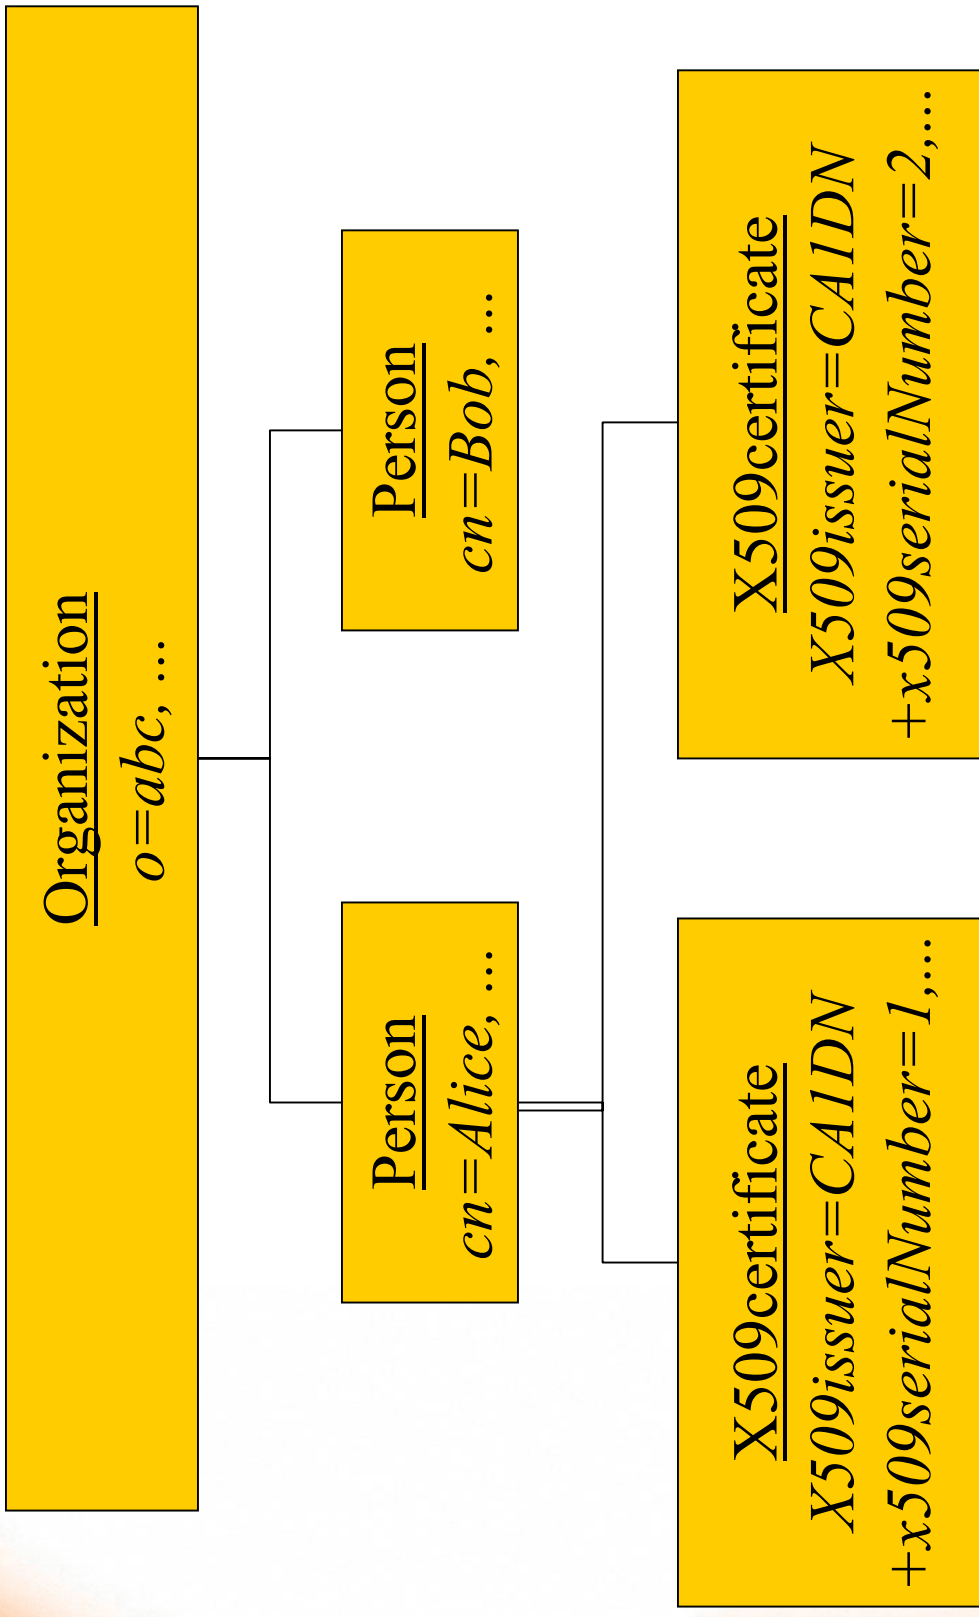 Organization
o=abc, ...
Person
cn=Alice, ...
Person
cn=Bob, ...
X509certificate
X509issuer=CA1DN
+x509serialNumber=1,...
X509certificate
X509issuer=CA1DN
+x509serialNumber=2,...